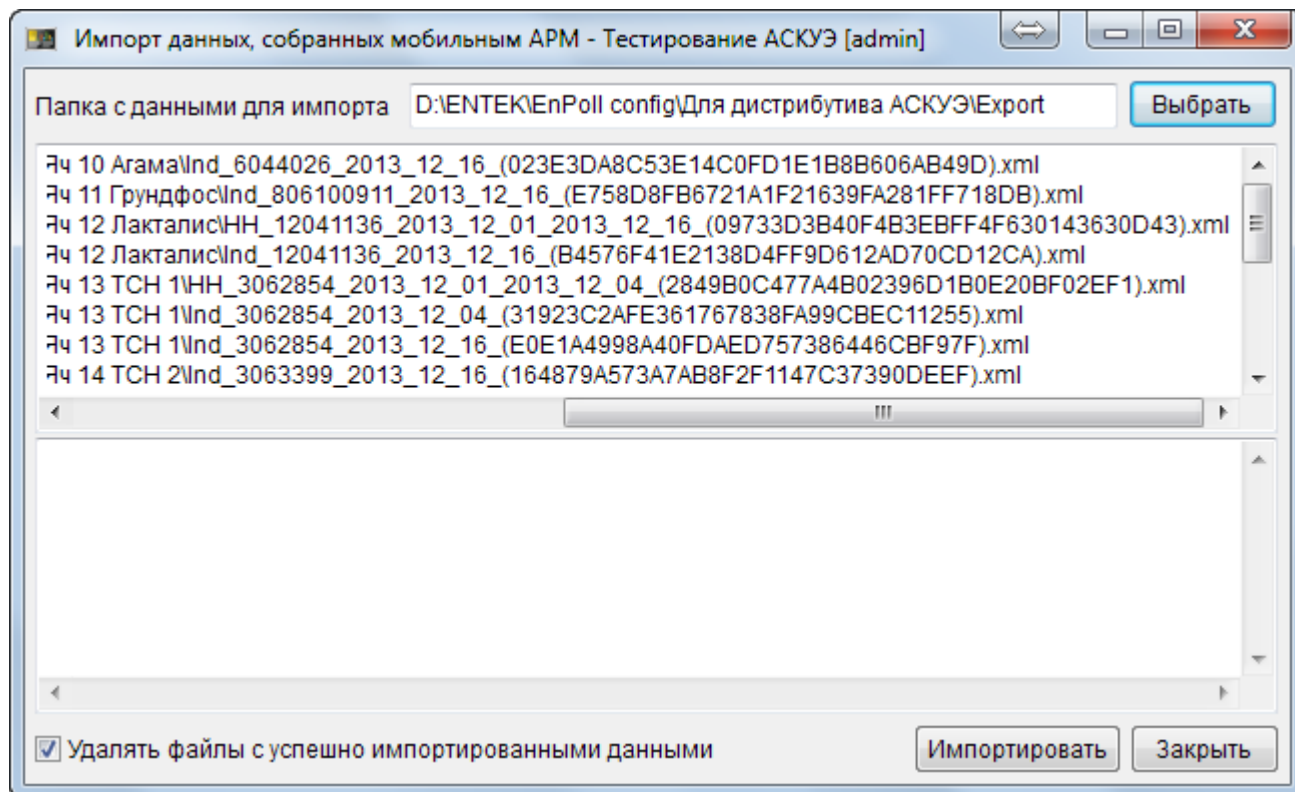 Импорт данных, собранных мобильным АРМ - Тестирование АСКУЭ [admin]
Папка с данными для импорта D:\ENTEK\EnPoll config\Для дистрибутива АСКУЭ\Export Выбрать
Яч 10 Агама\Ind_6044026_2013_12_16_(023E3DA8C53E14C0FD1E1B8B606AB49D).xml
Яч 11 Грундфос\Ind_806100911_2013_12_16_(E758D8FB6721A1F21639FA281FF718DB).xml
Яч 12 Лакталис\HH_12041136_2013_12_01_2013_12_16_(09733D3B40F4B3EBFF4F630143630D43).xml
Яч 12 Лакталис\Ind_12041136_2013_12_16_(B4576F41E2138D4FF9D612AD70CD12CA).xml
Яч 13 ТСН 1\HH_3062854_2013_12_01_2013_12_04_(2849B0C477A4B02396D1B0E20BF02EF1).xml
Яч 13 ТСН 1\Ind_3062854_2013_12_04_(31923C2AFE361767838FA99CBEC11255).xml
Яч 13 ТСН 1\Ind_3062854_2013_12_16_(E0E1A4998A40FDAED757386446CBF97F).xml
Яч 14 ТСН 2\Ind_3063399_2013_12_16_(164879A573A7AB8F2F1147C37390DEEF).xml
Удалять файлы с успешно импортированными данными Импортировать Закрыть